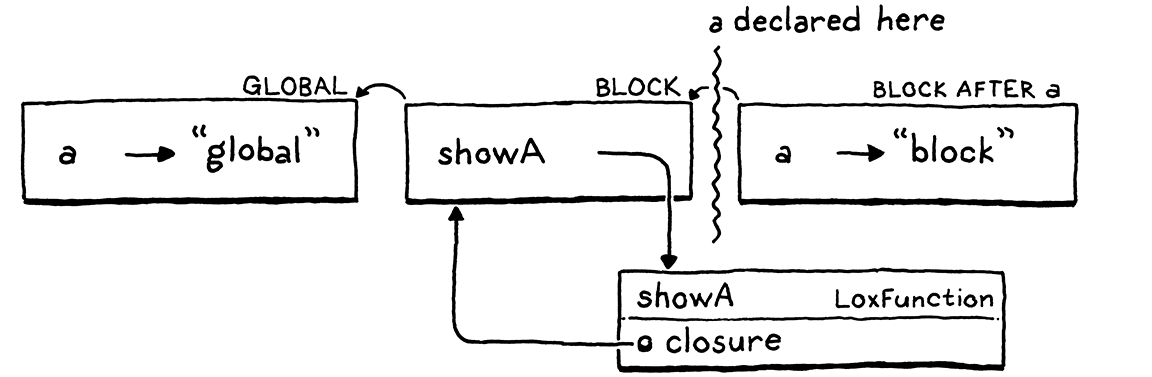 a declared here
GLOBAL
BLOCK
BLOCK AFTER a
a
“global”
showA
a
“block”
showA
LoxFunction
closure